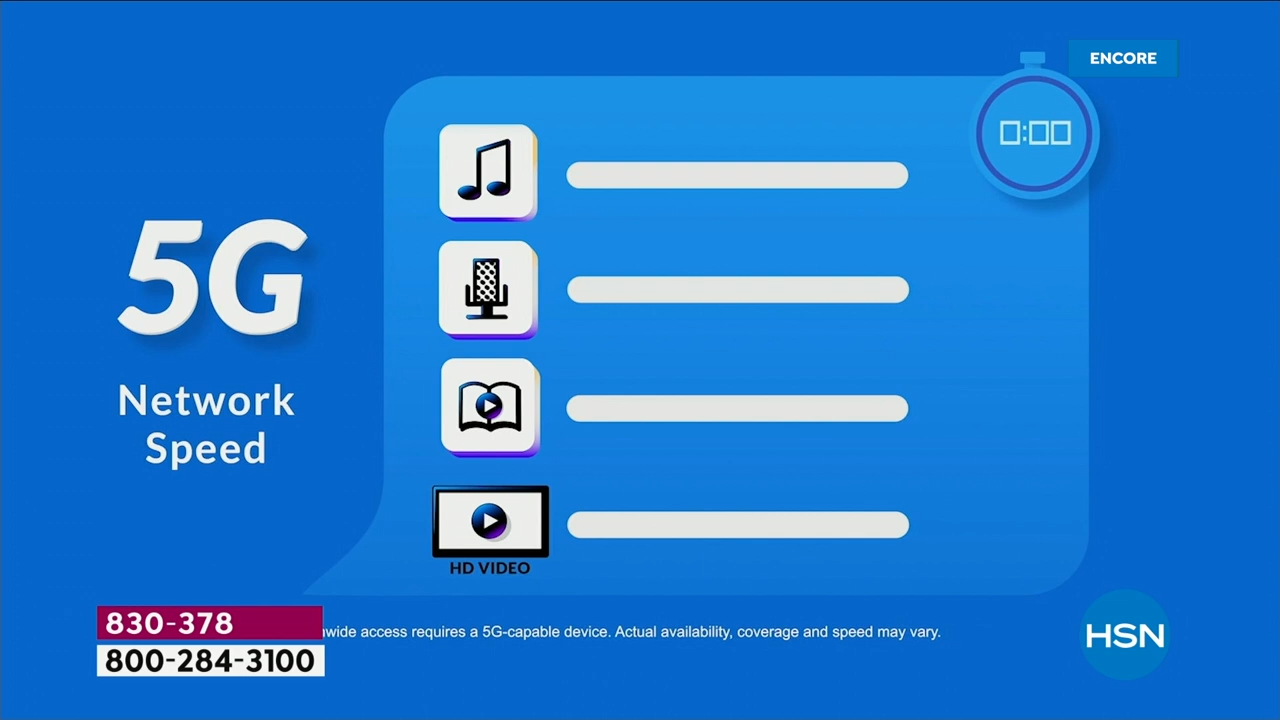 ENCORE
0:00
5G
Network
Speed
HD VIDEO
830-378
wide access requires a 5G-capable device. Actual availability, coverage and speed may vary.
800-284-3100
HSN